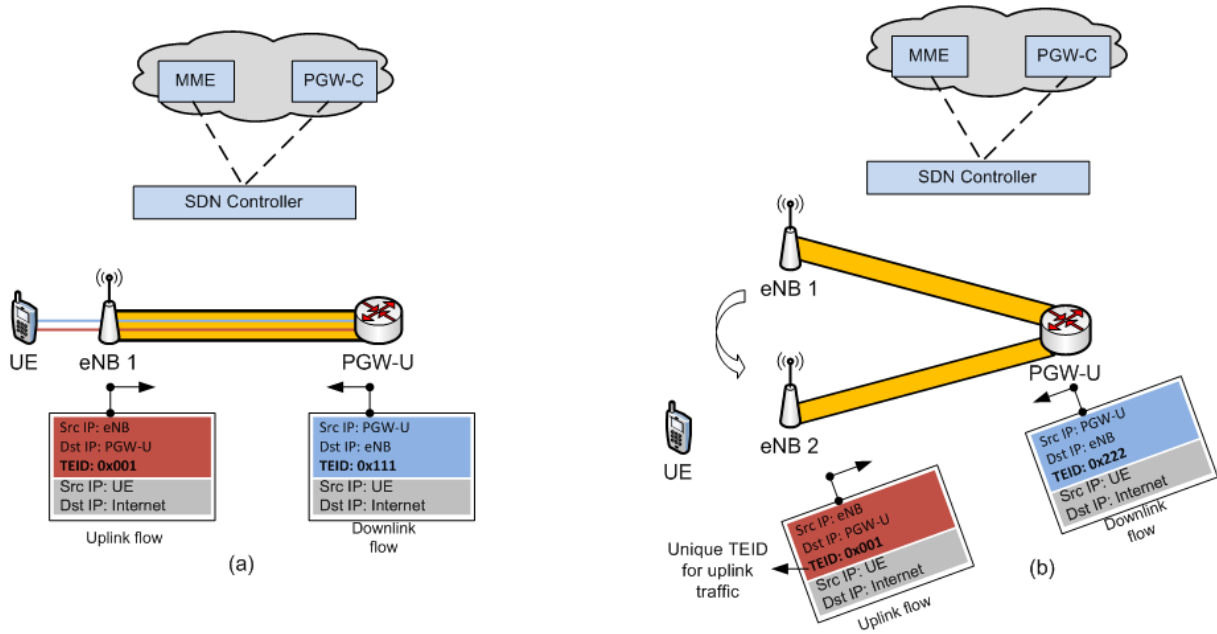 MME
PGW-C
SDN Controller
UE
eNB 1
PGW-U
Src IP: eNB
Dst IP: PGW-U
TEID: 0x001
Src IP: UE
Dst IP: Internet
Uplink flow
Src IP: PGW-U
Dst IP: eNB
TEID: 0x111
Src IP: UE
Dst IP: Internet
Downlink
flow
(a)
MME
PGW-C
SDN Controller
eNB 1
PGW-U
eNB 2
UE
Src IP: PGW-U
Dst IP: eNB
TEID: 0x222
Src IP: UE
Dst IP: Internet
Downlink
flow
Unique TEID
for uplink
traffic
Src IP: eNB
Dst IP: PGW-U
TEID: 0x001
Src IP: UE
Dst IP: Internet
Uplink flow
(b)